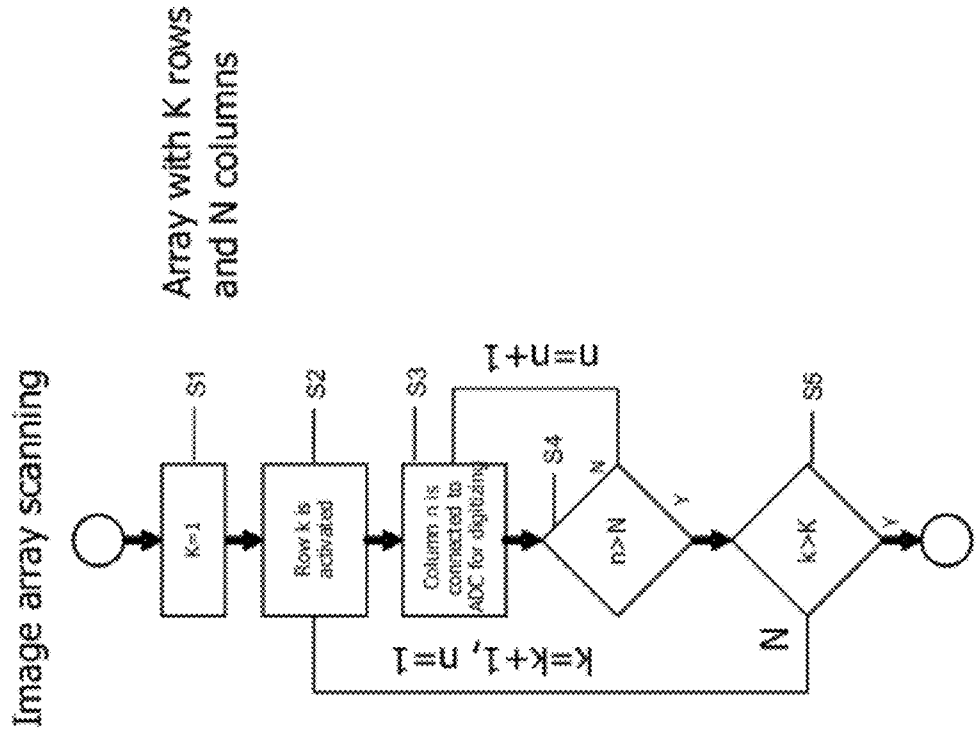 Image array scanning
Array with K rows
and N columns
K=1
S1
Row k is
activated
S2
Column n is
connected to
ADC for digitizing
S3
n=n+1
S4
n>N
N
Y
k=k+1, n=1
k>K
S5
N
Y